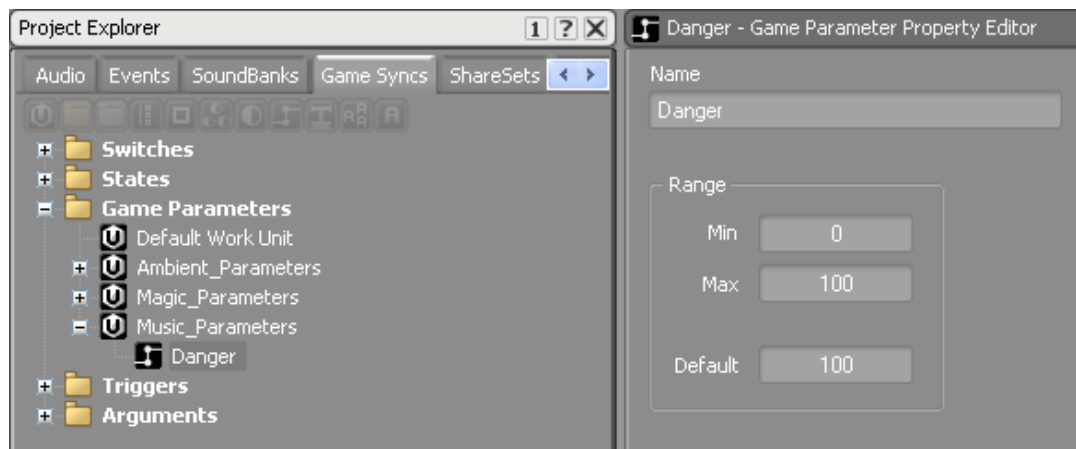 Project Explorer
1 ? X
Audio Events SoundBanks Game Syncs ShareSets
Switches
States
Game Parameters
Default Work Unit
Ambient_Parameters
Magic_Parameters
Music_Parameters
Danger
Triggers
Arguments
Danger - Game Parameter Property Editor
Name
Danger
Range
Min 0
Max 100
Default 100